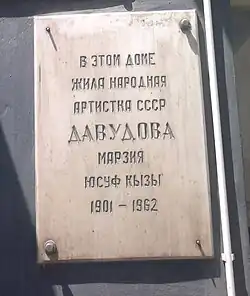 В ЭТОМ ДОМЕ
ЖИЛА НАРОДНАЯ
АРТИСТКА СССР
ДАВУДОВА
МАРЗИЯ
ЮСУФ КЫЗЫ
1901 – 1962